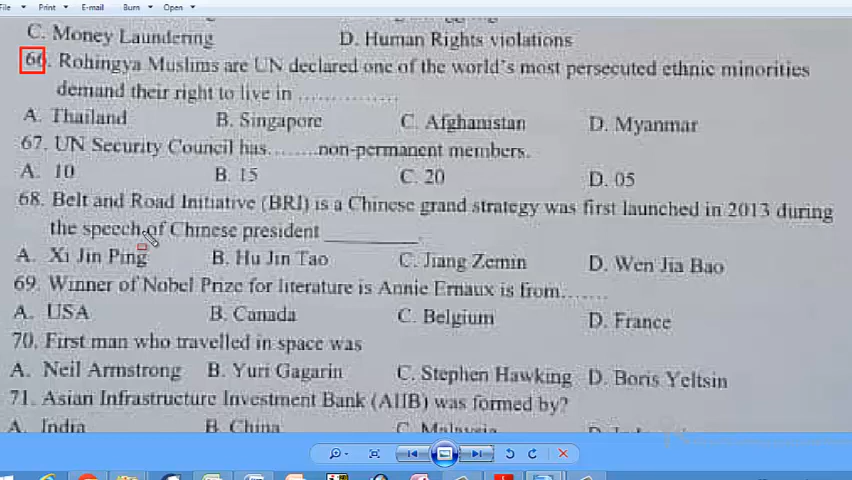 File Print E-mail Burn Open
C. Money Laundering D. Human Rights violations
66. Rohingya Muslims are UN declared one of the world's most persecuted ethnic minorities
demand their right to live in ...............
A. Thailand B. Singapore C. Afghanistan D. Myanmar
67. UN Security Council has........non-permanent members.
A. 10 B. 15 C. 20 D. 05
68. Belt and Road Initiative (BRI) is a Chinese grand strategy was first launched in 2013 during
the speech of Chinese president _________.
A. Xi Jin Ping B. Hu Jin Tao C. Jiang Zemin D. Wen Jia Bao
69. Winner of Nobel Prize for literature is Annie Ernaux is from.......
A. USA B. Canada C. Belgium D. France
70. First man who travelled in space was
A. Neil Armstrong B. Yuri Gagarin C. Stephen Hawking D. Boris Yeltsin
71. Asian Infrastructure Investment Bank (AIIB) was formed by?
A. India B. China C. Malaysia D.